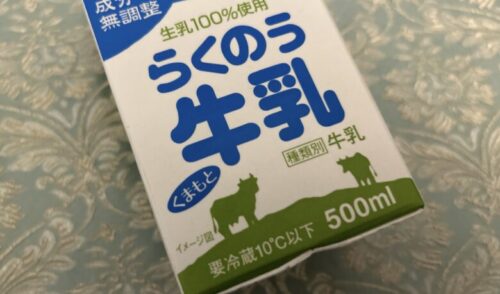 無調整
生乳100%使用
らくのう
牛乳
種類別 牛乳
くまもと
500ml
イメージ図
要冷蔵10℃以下